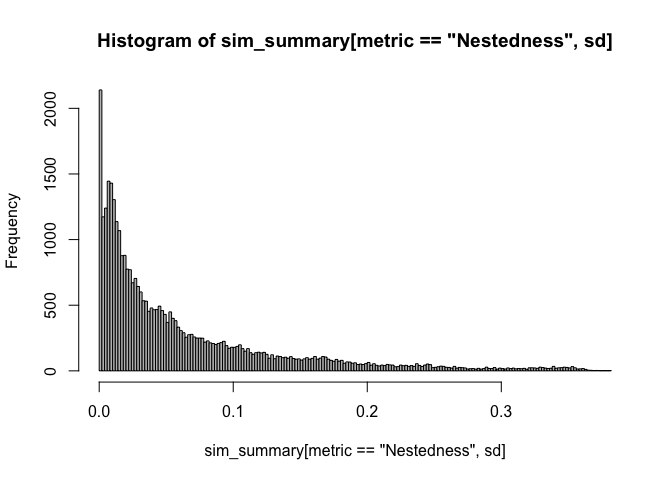 Histogram of sim_summary[metric == "Nestedness", sd]
Frequency
2000
1500
1000
500
0
0.0 0.1 0.2 0.3
sim_summary[metric == "Nestedness", sd]